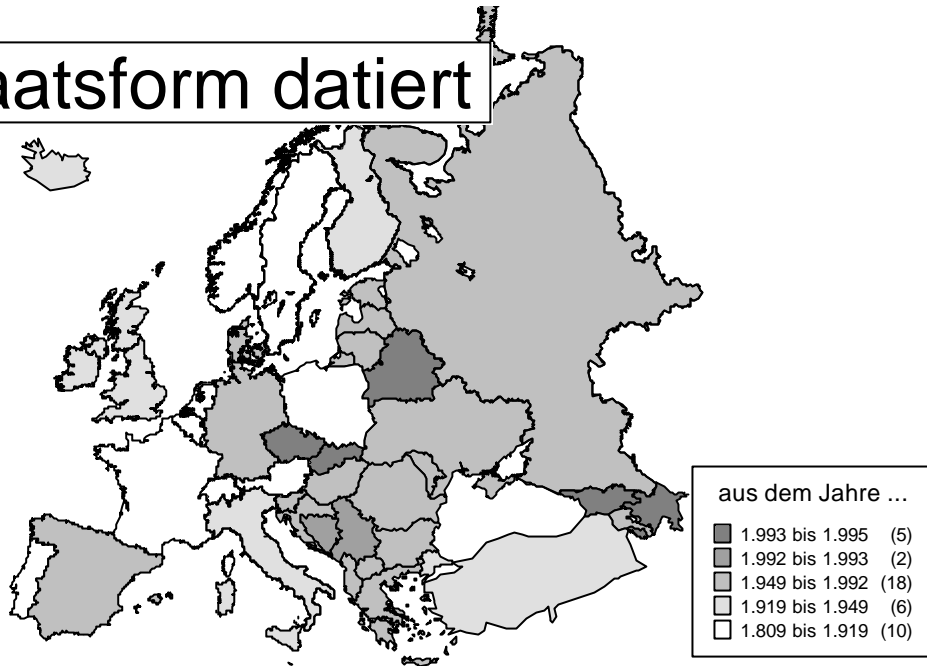 aatsform datiert
aus dem Jahre ...
1.993 bis 1.995 (5)
1.992 bis 1.993 (2)
1.949 bis 1.992 (18)
1.919 bis 1.949 (6)
1.809 bis 1.919 (10)